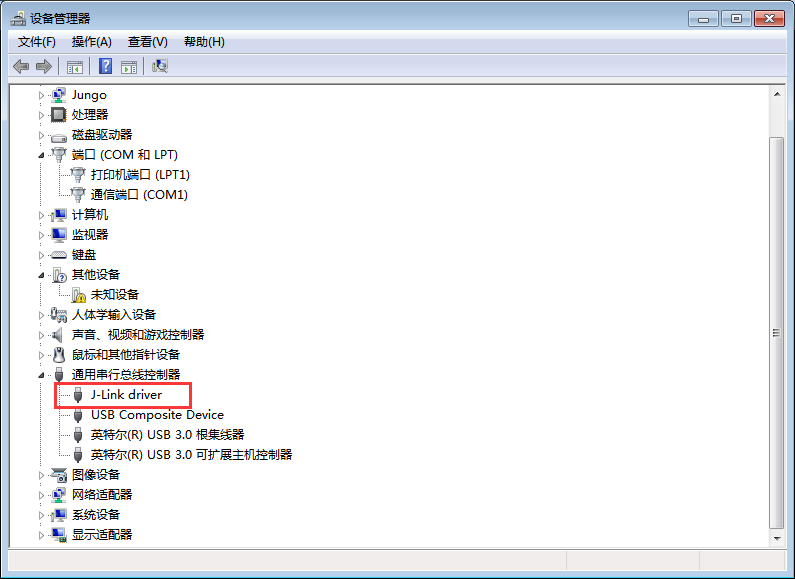 设备管理器
文件(F) 操作(A) 查看(V) 帮助(H)
Jungo
处理器
磁盘驱动器
端口 (COM 和 LPT)
打印机端口 (LPT1)
通信端口 (COM1)
计算机
监视器
键盘
其他设备
未知设备
人体学输入设备
声音、视频和游戏控制器
鼠标和其他指针设备
通用串行总线控制器
J-Link driver
USB Composite Device
英特尔(R) USB 3.0 根集线器
英特尔(R) USB 3.0 可扩展主机控制器
图像设备
网络适配器
系统设备
显示适配器